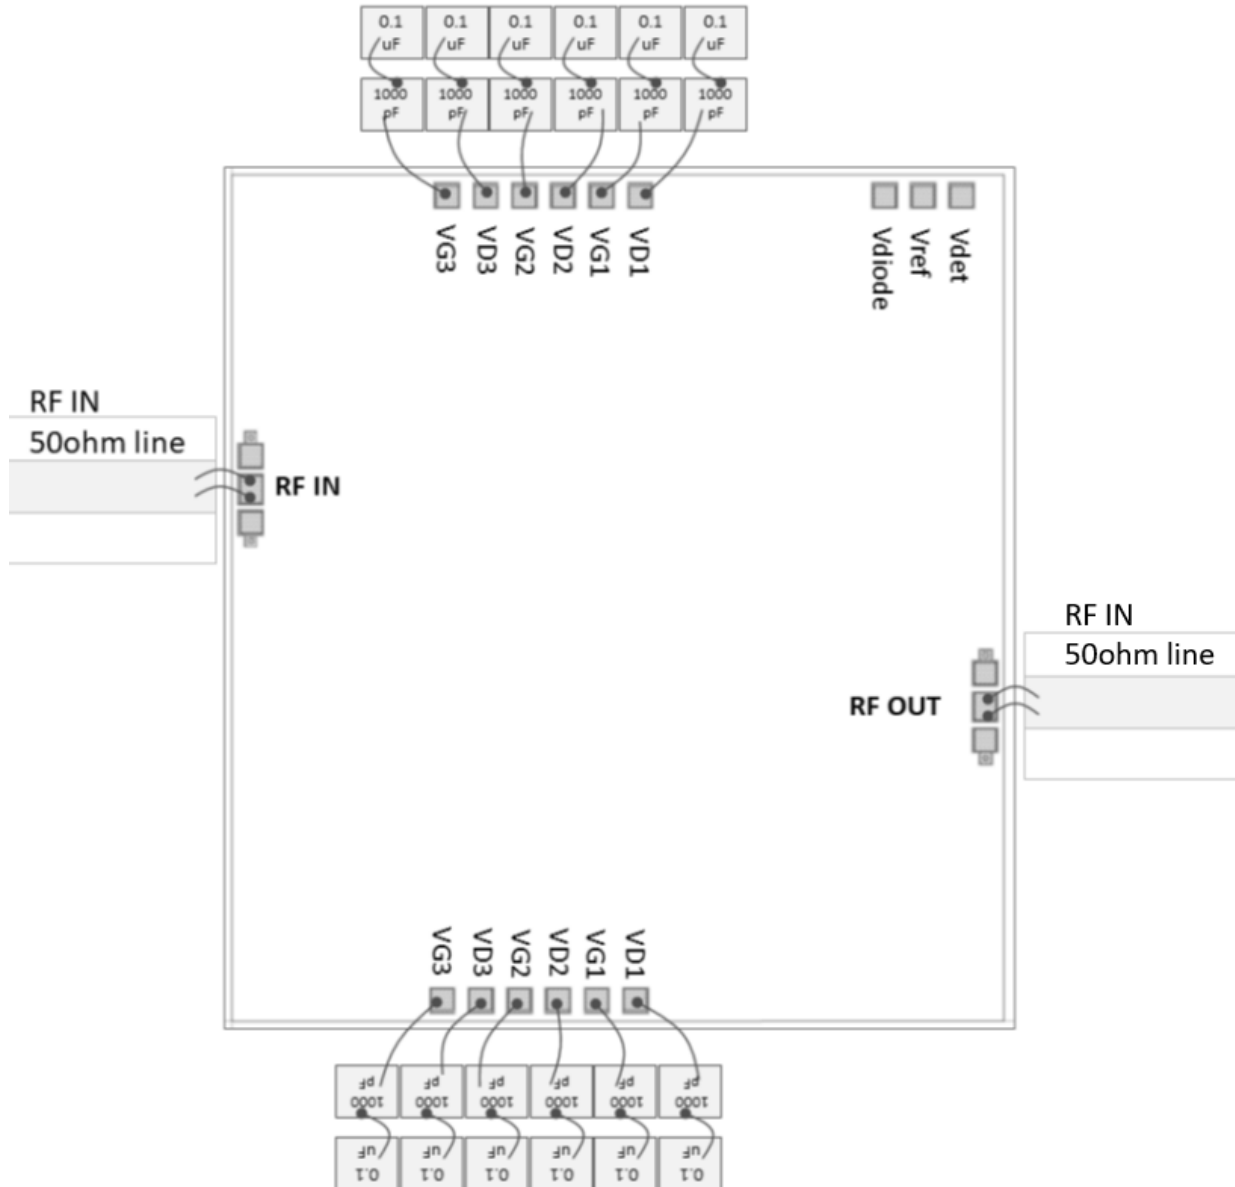 0.1 0.1 0.1 0.1 0.1 0.1
uF uF uF uF uF uF
1000 1000 1000 1000 1000 1000
pF pF pF pF pF pF
VG3 VD3 VG2 VD2 VG1 VD1
Vdiode Vref Vdet
RF IN
50ohm line
RF IN
RF IN
50ohm line
RF OUT
VG3 VD3 VG2 VD2 VG1 VD1
pF pF pF pF pF pF
1000 1000 1000 1000 1000 1000
uF uF uF uF uF uF
0.1 0.1 0.1 0.1 0.1 0.1